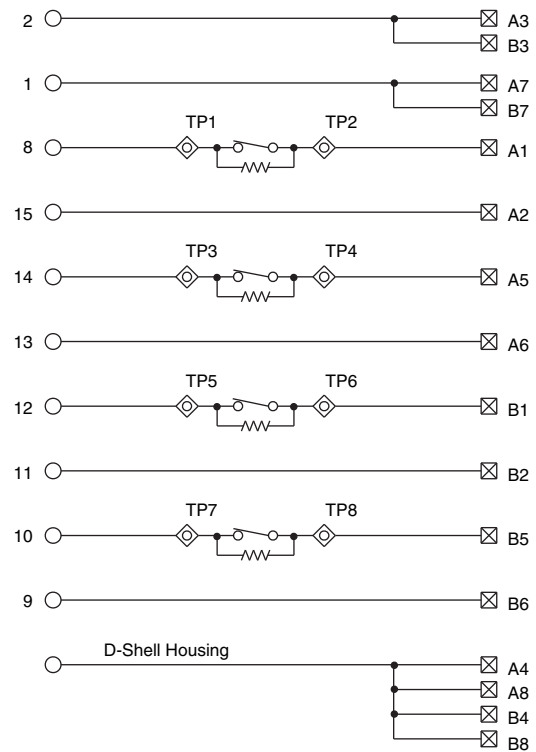 2 A3
B3
1 A7
B7
TP1 TP2
8 A1
15 A2
TP3 TP4
14 A5
13 A6
TP5 TP6
12 B1
11 B2
TP7 TP8
10 B5
9 B6
D-Shell Housing
A4
A8
B4
B8